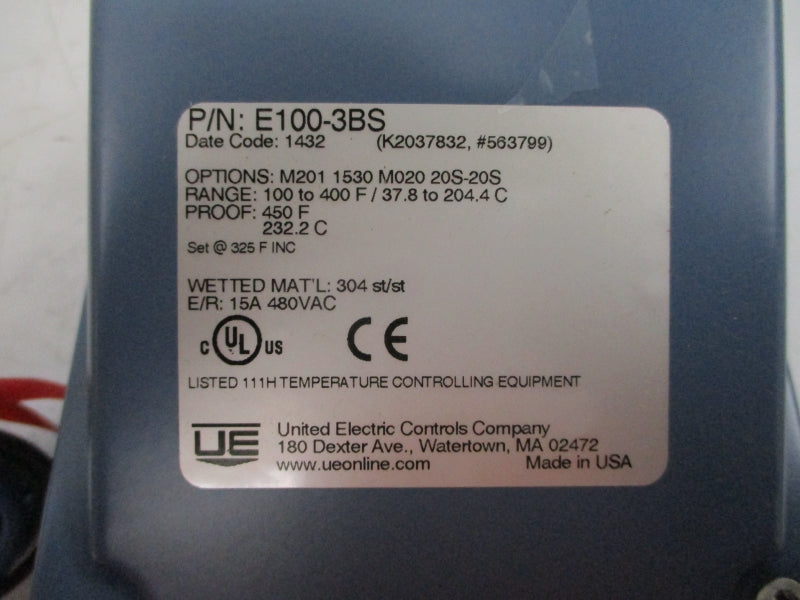 P/N: E100-3BS
Date Code: 1432 (K2037832, #563799)
OPTIONS: M201 1530 M020 20S-20S
RANGE: 100 to 400 F / 37.8 to 204.4 C
PROOF: 450 F
232.2 C
Set @ 325 F INC
WETTED MAT'L: 304 st/st
E/R: 15A 480VAC
C UL US CE
LISTED 111H TEMPERATURE CONTROLLING EQUIPMENT
UE United Electric Controls Company
180 Dexter Ave., Watertown, MA 02472
www.ueonline.com Made in USA